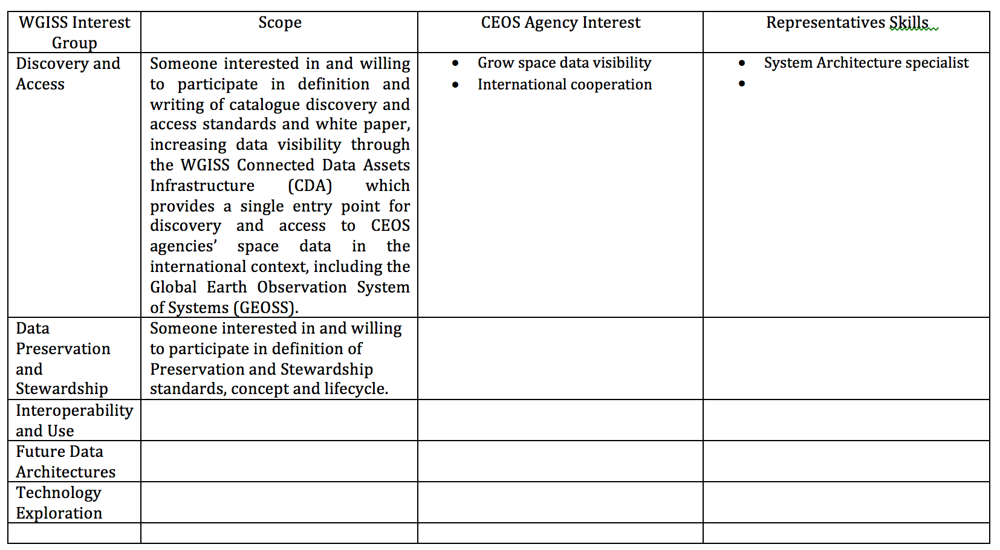 WGISS Interest
Group
Scope
CEOS Agency Interest
Representatives Skills
Discovery and
Access
Someone interested in and willing
to participate in definition and
writing of catalogue discovery and
access standards and white paper,
increasing data visibility through
the WGISS Connected Data Assets
Infrastructure (CDA) which
provides a single entry point for
discovery and access to CEOS
agencies’ space data in the
international context, including the
Global Earth Observation System
of Systems (GEOSS).
• Grow space data visibility
• International cooperation
• System Architecture specialist
•
Data
Preservation
and
Stewardship
Someone interested in and willing
to participate in definition of
Preservation and Stewardship
standards, concept and lifecycle.
Interoperability
and Use
Future Data
Architectures
Technology
Exploration